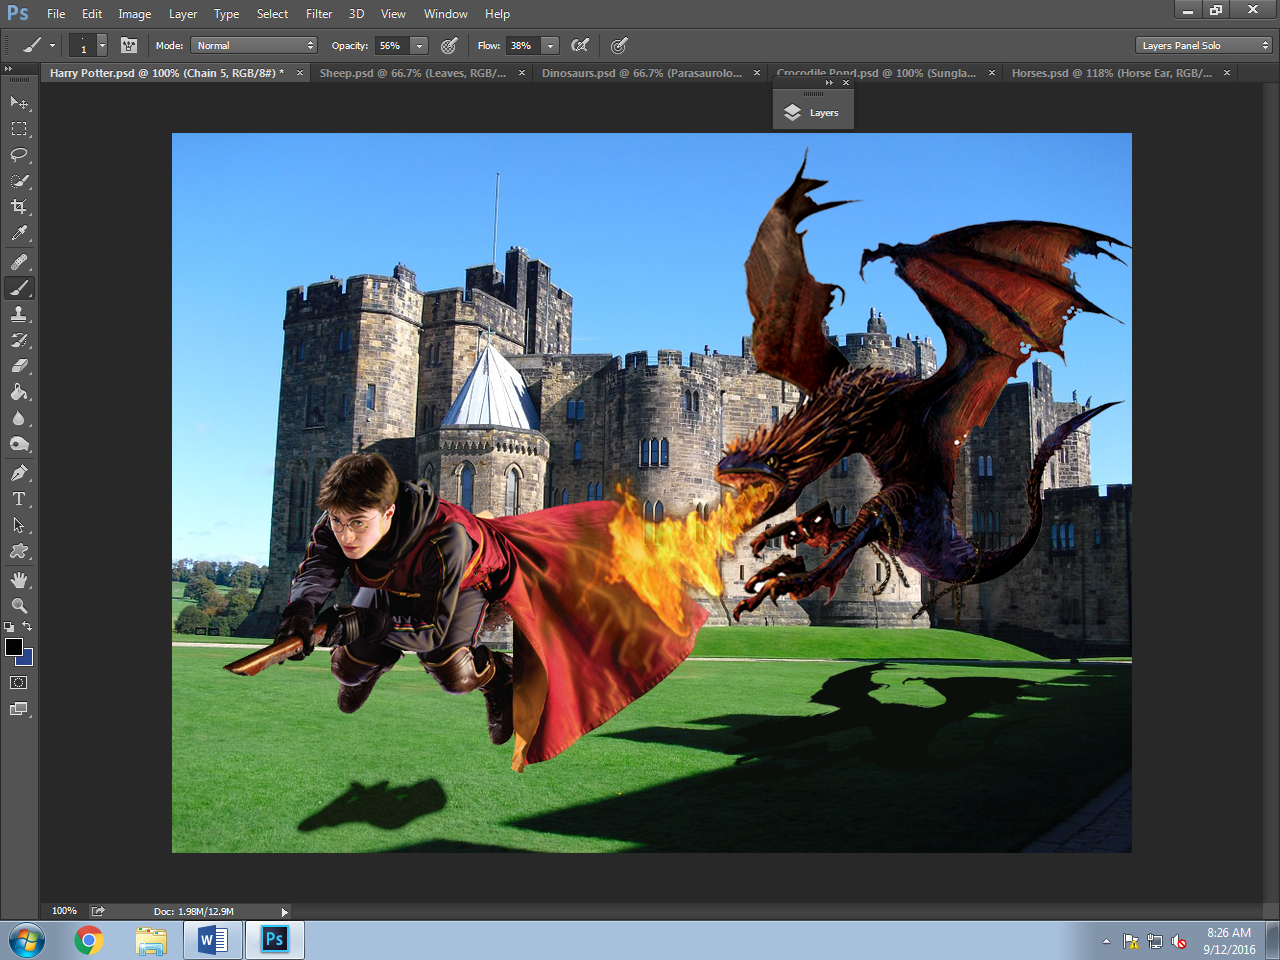 Ps File Edit Image Layer Type Select Filter 3D View Window Help
1 Mode: Normal Opacity: 56% Flow: 38% Layers Panel Solo
Harry Potter.psd @ 100% (Chain 5, RGB/8#) * × Sheep.psd @ 66.7% (Leaves, RGB/... × Dinosaurs.psd @ 66.7% (Parasaurolo... × Crocodile Pond.psd @ 100% (Sungla... × Horses.psd @ 118% (Horse Ear, RGB/... ×
Layers
100% Doc: 1.98M/12.9M
W Ps
8:26 AM
9/12/2016